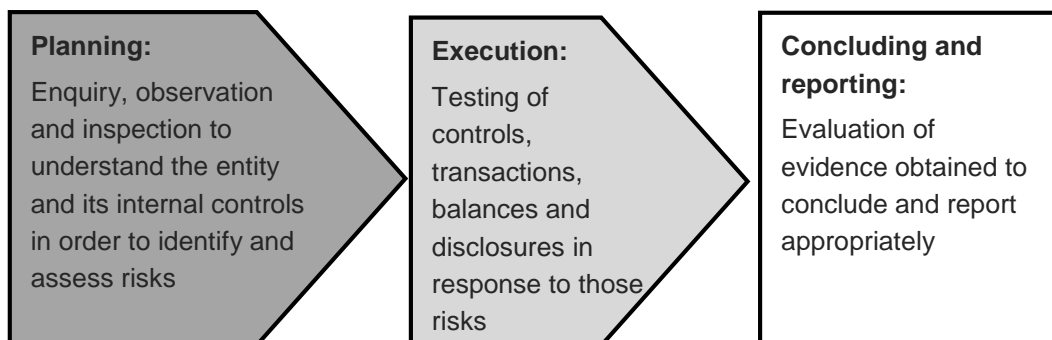 Planning:
Enquiry, observation
and inspection to
understand the entity
and its internal controls
in order to identify and
assess risks
Execution:
Testing of
controls,
transactions,
balances and
disclosures in
response to those
risks
Concluding and
reporting:
Evaluation of
evidence obtained to
conclude and report
appropriately